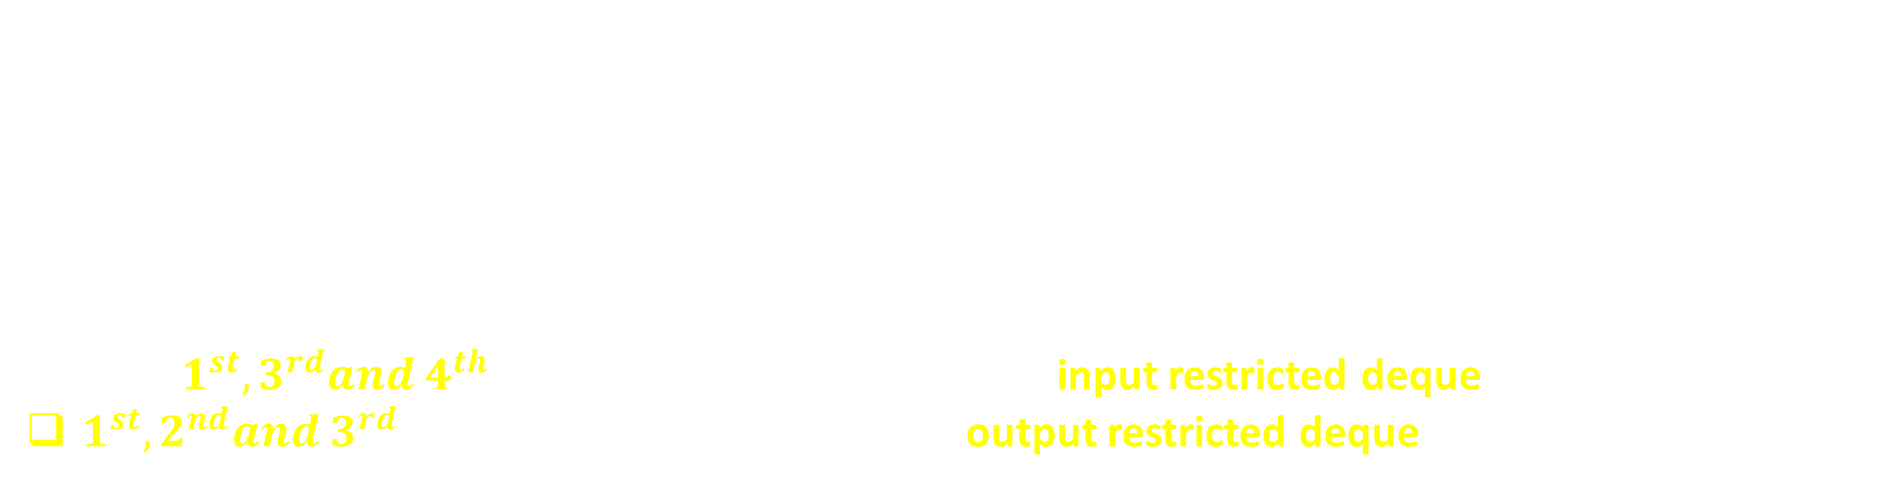 1st, 3rd and 4th input restricted deque
❑ 1st, 2nd and 3rd output restricted deque